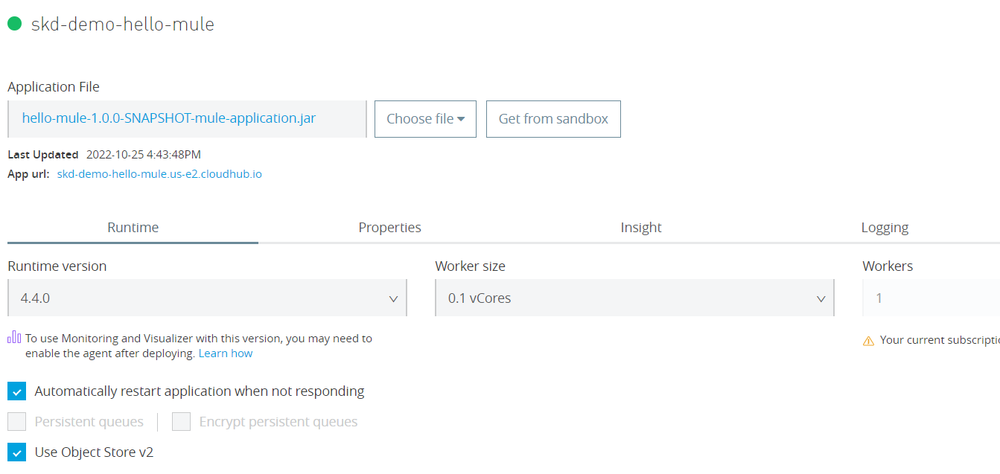 skd-demo-hello-mule
Application File
hello-mule-1.0.0-SNAPSHOT-mule-application.jar
Choose file
Get from sandbox
Last Updated 2022-10-25 4:43:48PM
App url: skd-demo-hello-mule.us-e2.cloudhub.io
Runtime Properties Insight Logging
Runtime version Worker size Workers
4.4.0 0.1 vCores 1
To use Monitoring and Visualizer with this version, you may need to
enable the agent after deploying. Learn how
Your current
Automatically restart application when not responding
Persistent queues Encrypt persistent queues
Use Object Store v2